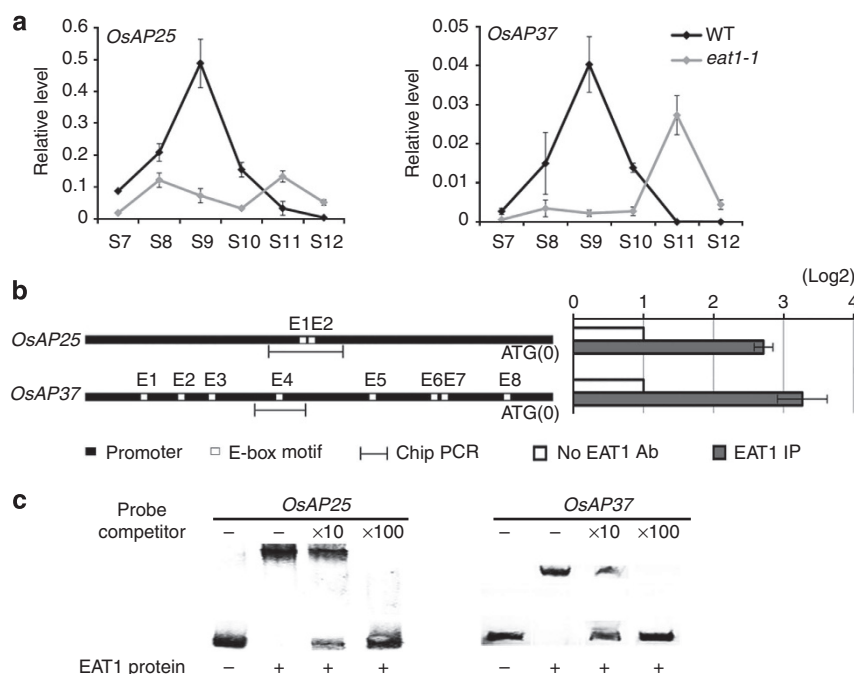 a
OsAP25
OsAP37
WT
eat1-1
Relative level
0.6
0.5
0.4
0.3
0.2
0.1
0
S7 S8 S9 S10 S11 S12
Relative level
0.05
0.04
0.03
0.02
0.01
0
S7 S8 S9 S10 S11 S12
b
(Log2)
0 1 2 3 4
E1E2
OsAP25
ATG(0)
E1 E2 E3 E4 E5 E6E7 E8
OsAP37
ATG(0)
Promoter E-box motif Chip PCR No EAT1 Ab EAT1 IP
c
OsAP25 OsAP37
Probe
competitor – – ×10 ×100 – – ×10 ×100
EAT1 protein – + + + – + + +